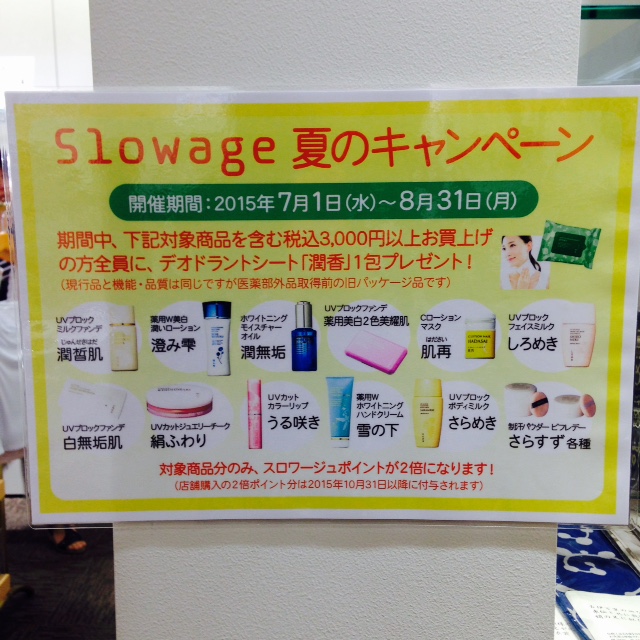 Slowage 夏のキャンペーン
開催期間：2015年7月1日（水）～8月31日（月）
期間中、下記対象商品を含む税込3,000円以上お買上げ
の方全員に、デオドラントシート「潤香」1包プレゼント！
（現行品と機能・品質は同じですが医薬部外品取得前の旧パッケージ品です）
UVブロック
ミルクファンデ
じゅんせきはだ
潤皙肌
薬用W美白
潤いローション
澄み雫
ホワイトニング
モイスチャー
オイル
潤無垢
UVブロックファンデ
薬用美白2色美耀肌
Cローション
マスク
はださい
肌再
UVブロック
フェイスミルク
しろめき
UVブロックファンデ
白無垢肌
UVカットジュエリーチーク
絹ふわり
UVカット
カラーリップ
うる咲き
薬用W
ホワイトニング
ハンドクリーム
雪の下
UVブロック
ボディミルク
さらめき
制汗パウダー ピフレデー
さらすず各種
対象商品分のみ、スロワージュポイントが2倍になります！
（店舗購入の2倍ポイント分は2015年10月31日以降に付与されます）